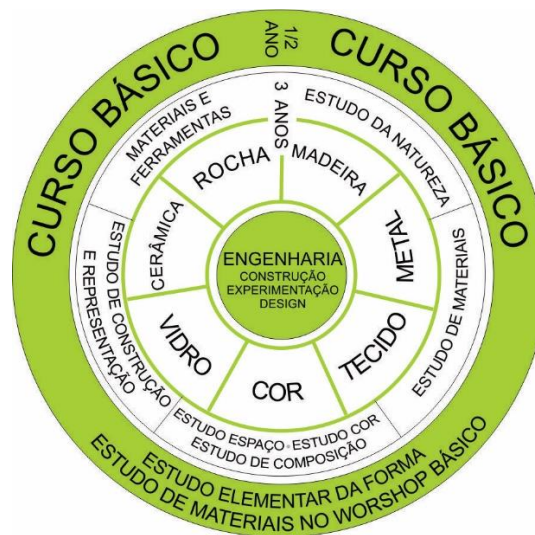 CURSO BÁSICO
1/2
ANO
CURSO BÁSICO
MATERIAIS E
FERRAMENTAS
3 ANOS
ESTUDO DA NATUREZA
ESTUDO DE MATERIAIS
ESTUDO ESPAÇO - ESTUDO COR
ESTUDO DE COMPOSIÇÃO
ESTUDO DE CONSTRUÇÃO
E REPRESENTAÇÃO
ROCHA
MADEIRA
METAL
TECIDO
COR
VIDRO
CERÂMICA
ENGENHARIA
CONSTRUÇÃO
EXPERIMENTAÇÃO
DESIGN
ESTUDO ELEMENTAR DA FORMA
ESTUDO DE MATERIAIS NO WORSHOP BÁSICO